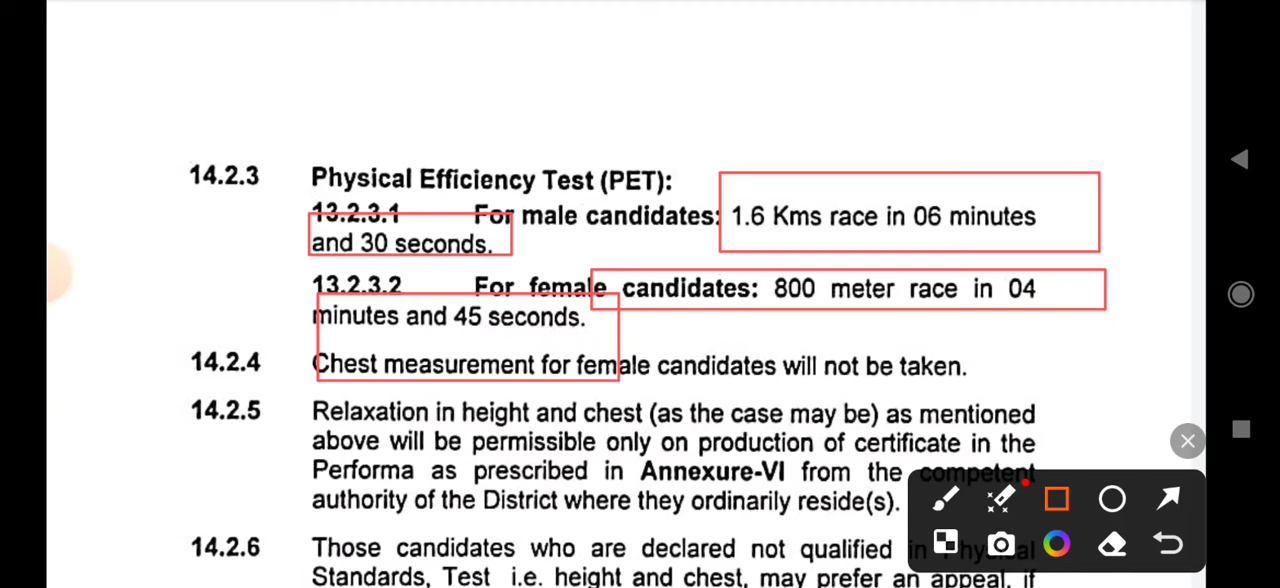 14.2.3 Physical Efficiency Test (PET):
13.2.3.1 For male candidates: 1.6 Kms race in 06 minutes
and 30 seconds.
13.2.3.2 For female candidates: 800 meter race in 04
minutes and 45 seconds.
14.2.4 Chest measurement for female candidates will not be taken.
14.2.5 Relaxation in height and chest (as the case may be) as mentioned
above will be permissible only on production of certificate in the
Performa as prescribed in Annexure-VI from the competent
authority of the District where they ordinarily reside(s).
14.2.6 Those candidates who are declared not qualified in Physical
Standards, Test i.e. height and chest, may prefer an appeal, if